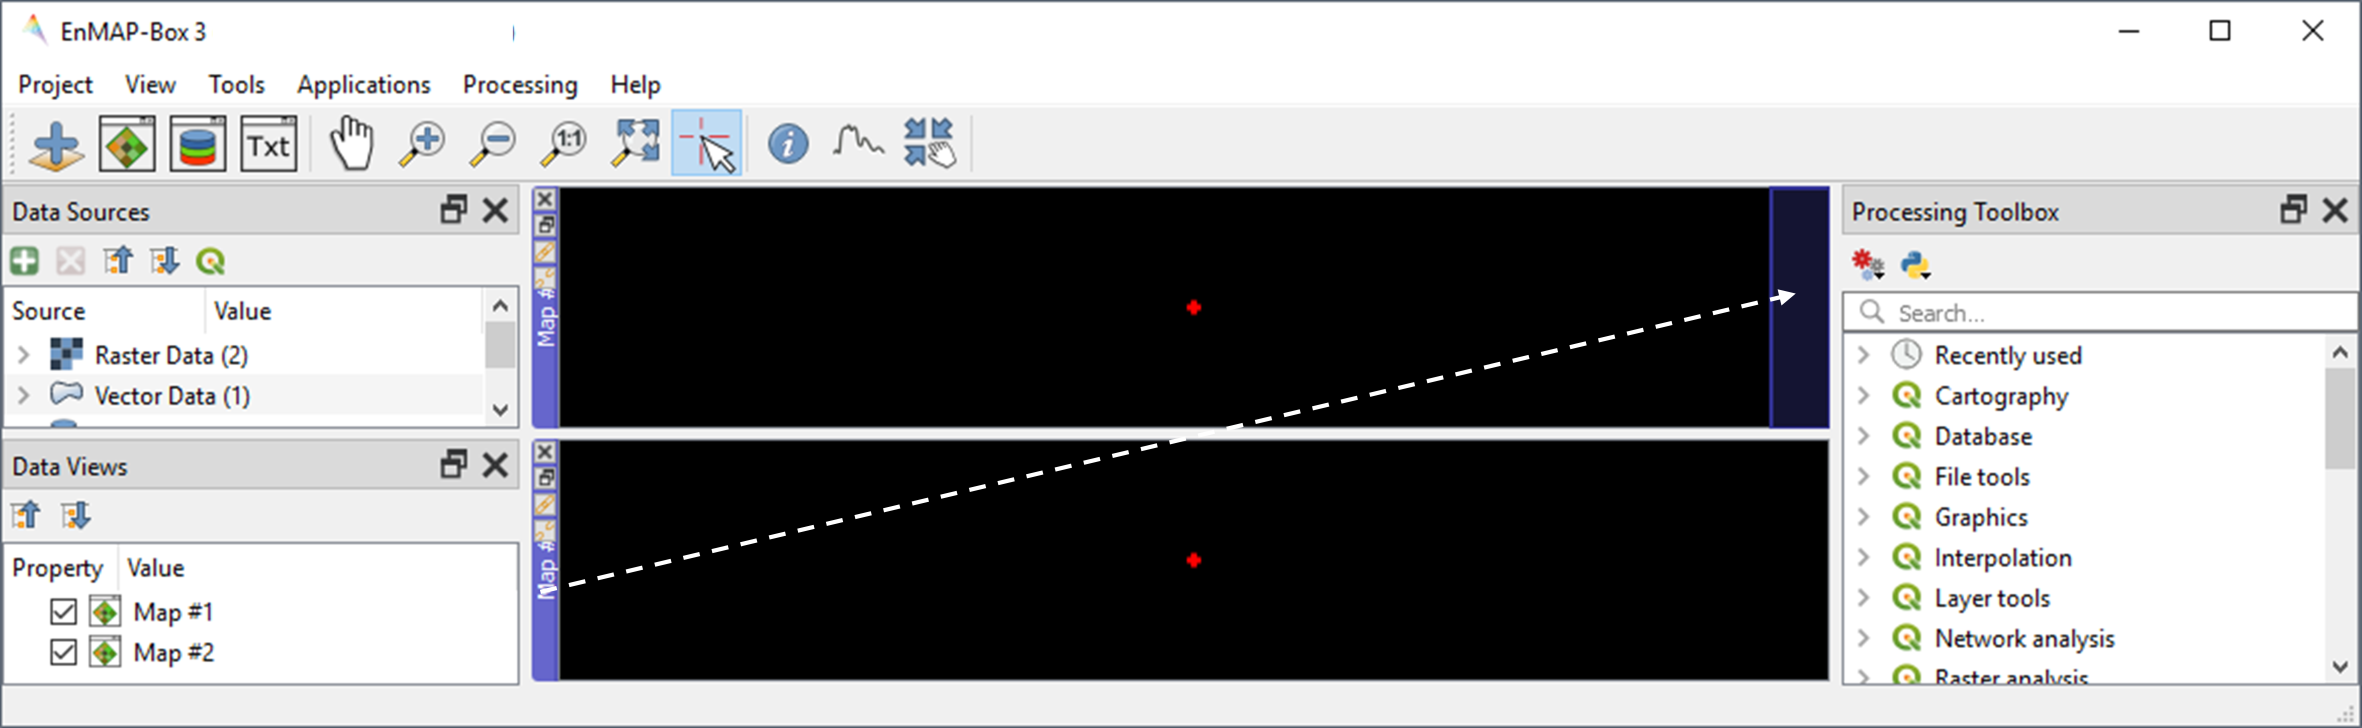 EnMAP-Box 3
Project View Tools Applications Processing Help
Txt 1:1
Data Sources
Source Value
Raster Data (2)
Vector Data (1)
Data Views
Property Value
Map #1
Map #2
Map #
Map #
Processing Toolbox
Search...
Recently used
Cartography
Database
File tools
Graphics
Interpolation
Layer tools
Network analysis
Raster analysis